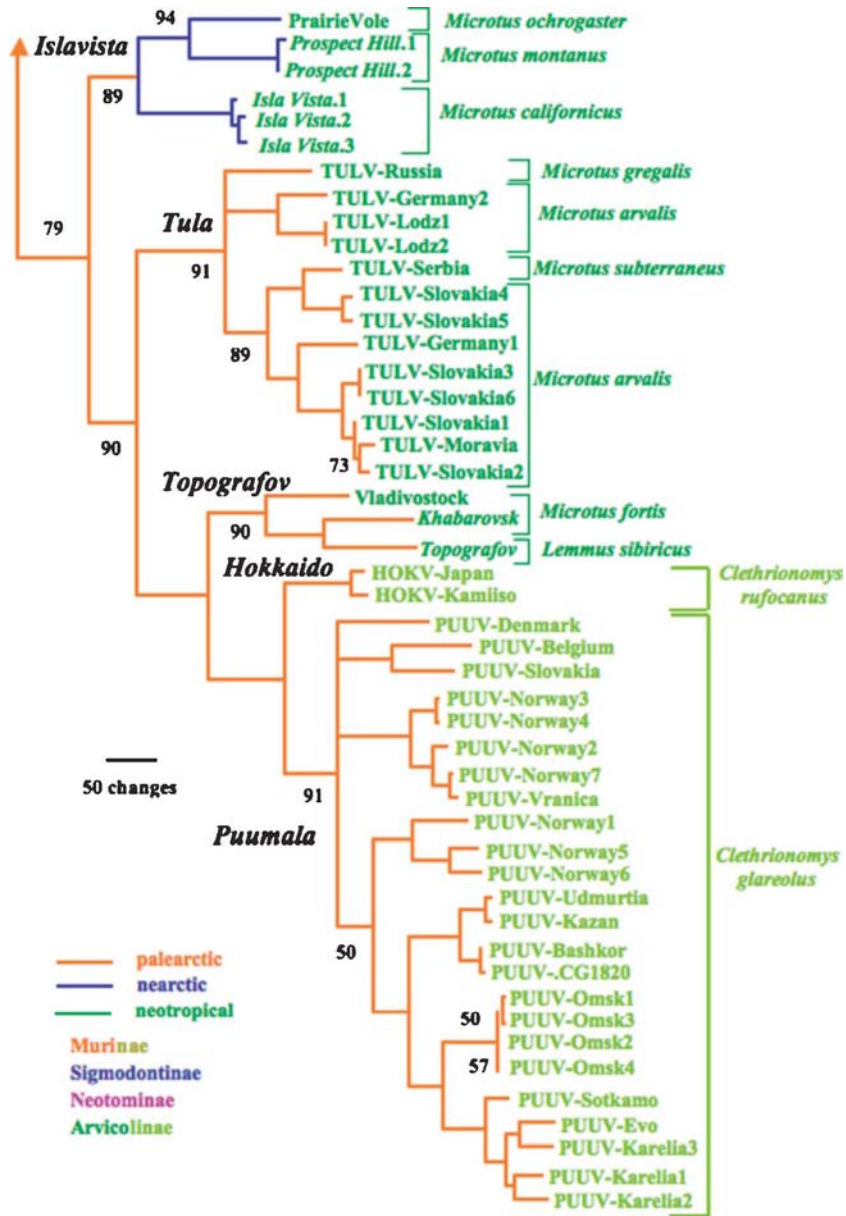 94
PrairieVole
Microtus ochrogaster
Islavista
Prospect Hill.1
Prospect Hill.2
Microtus montanus
89
Isla Vista.1
Isla Vista.2
Isla Vista.3
Microtus californicus
TULV-Russia
Microtus gregalis
79
Tula
TULV-Germany2
TULV-Lodz1
TULV-Lodz2
Microtus arvalis
91
TULV-Serbia
Microtus subterraneus
TULV-Slovakia4
TULV-Slovakia5
89
TULV-Germany1
TULV-Slovakia3
TULV-Slovakia6
TULV-Slovakia1
TULV-Moravia
TULV-Slovakia2
Microtus arvalis
90
73
Topografov
Vladivostock
Khabarovsk
Microtus fortis
90
Topografov
Lemmus sibiricus
Hokkaido
HOKV-Japan
HOKV-Kamiiso
Clethrionomys
rufocanus
PUUV-Denmark
PUUV-Belgium
PUUV-Slovakia
PUUV-Norway3
PUUV-Norway4
PUUV-Norway2
PUUV-Norway7
PUUV-Vranica
50 changes
91
Puumala
PUUV-Norway1
PUUV-Norway5
PUUV-Norway6
Clethrionomys
glareolus
PUUV-Udmurtia
PUUV-Kazan
50
PUUV-Bashkor
PUUV-.CG1820
PUUV-Omsk1
50
PUUV-Omsk3
PUUV-Omsk2
57
PUUV-Omsk4
PUUV-Sotkamo
PUUV-Evo
PUUV-Karelia3
PUUV-Karelia1
PUUV-Karelia2
palearctic
nearctic
neotropical
Murinae
Sigmodontinae
Neotominae
Arvicolinae